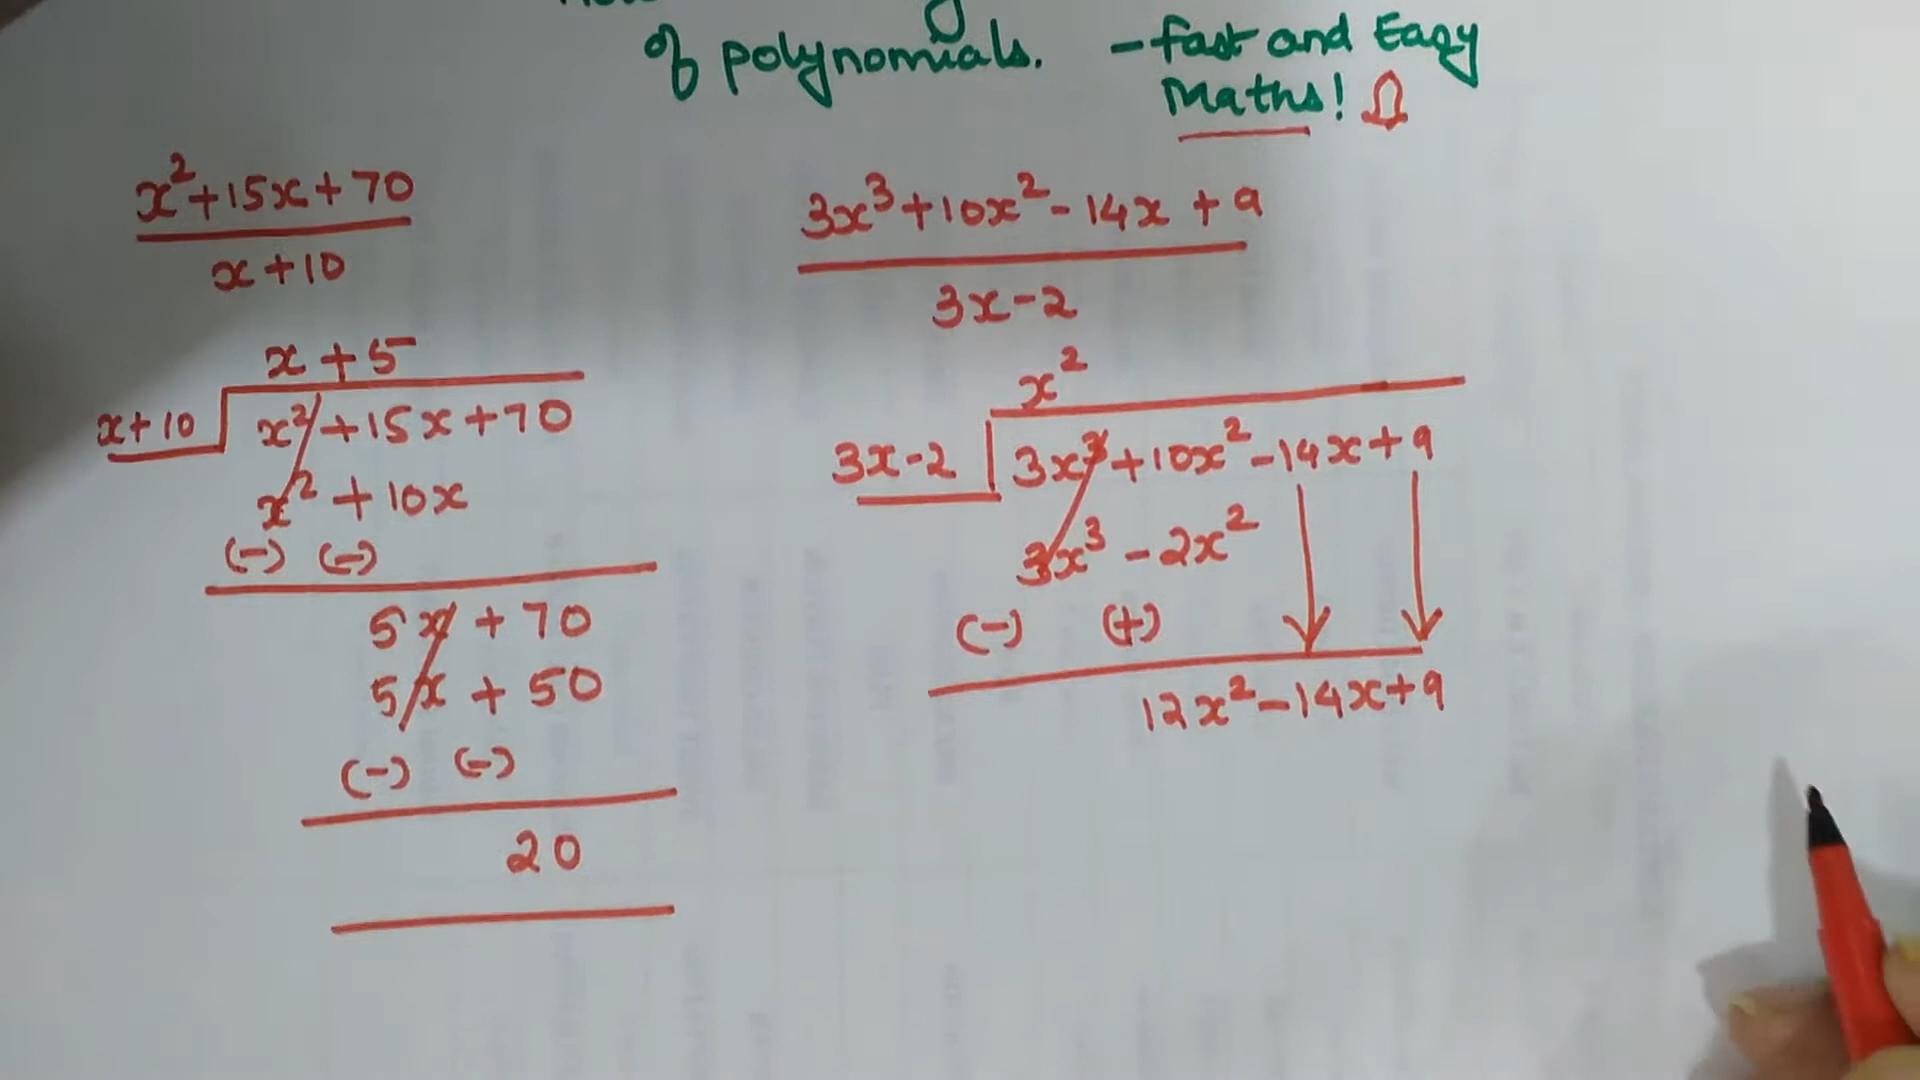 of polynomials. - Fast and Eazy
Maths!
x²+15x+70
x+10
x + 5
x+10 x² +15x+70
x² + 10x
(-) (-)
5x + 70
5x + 50
(-) (-)
20
3x³+10x²-14x + 9
3x-2
x²
3x-2 3x³+10x²-14x+9
3x³ - 2x²
(-) (+)
12x²-14x+9